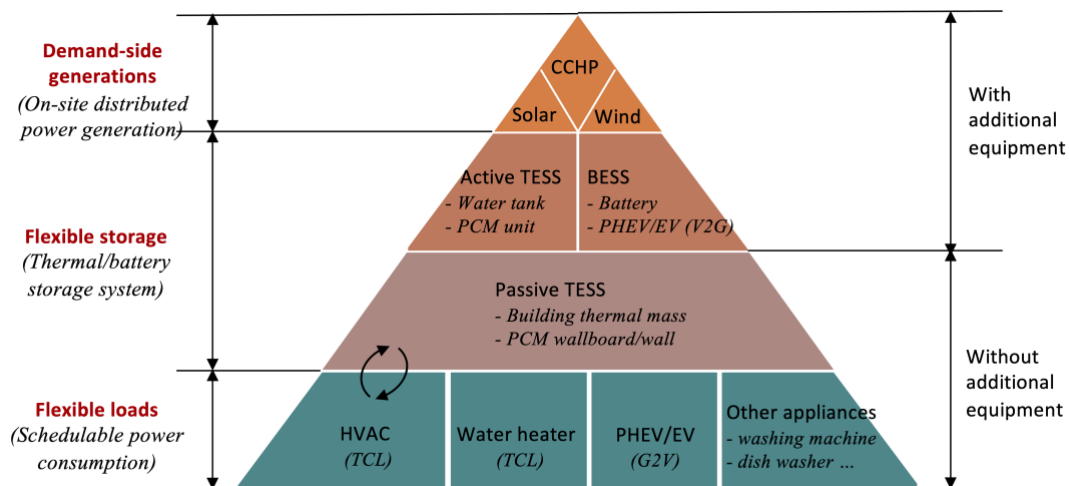 Demand-side
generations
(On-site distributed
power generation)
Flexible storage
(Thermal/battery
storage system)
Flexible loads
(Schedulable power
consumption)
CCHP
Solar
Wind
Active TESS
- Water tank
- PCM unit
BESS
- Battery
- PHEV/EV (V2G)
Passive TESS
- Building thermal mass
- PCM wallboard/wall
HVAC
(TCL)
Water heater
(TCL)
PHEV/EV
(G2V)
Other appliances
- washing machine
- dish washer ...
With
additional
equipment
Without
additional
equipment